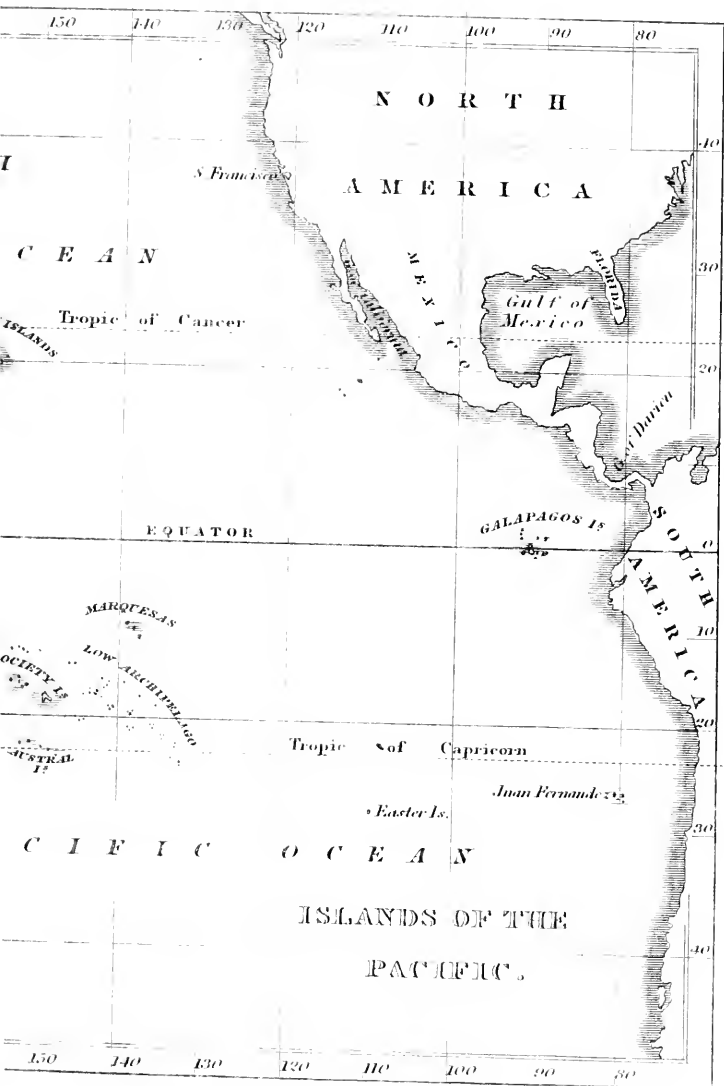 150 140 130 120 110 100 90 80
NORTH
AMERICA
40
S. Francisco
CEAN
MEXICO
FLORIDA
30
Gulf of
Mexico
Tropic of Cancer
ISLANDS
California
20
Darien
EQUATOR
GALAPAGOS Is
0
SOUTH
AMERICA
MARQUESAS
10
LOW ARCHIPELAGO
OCIETY Is
20
Tropic of Capricorn
AUSTRAL
Is
Juan Fernandez
Easter Is.
30
CIFIC OCEAN
ISLANDS OF THE
PACIFIC.
40
150 140 130 120 110 100 90 80